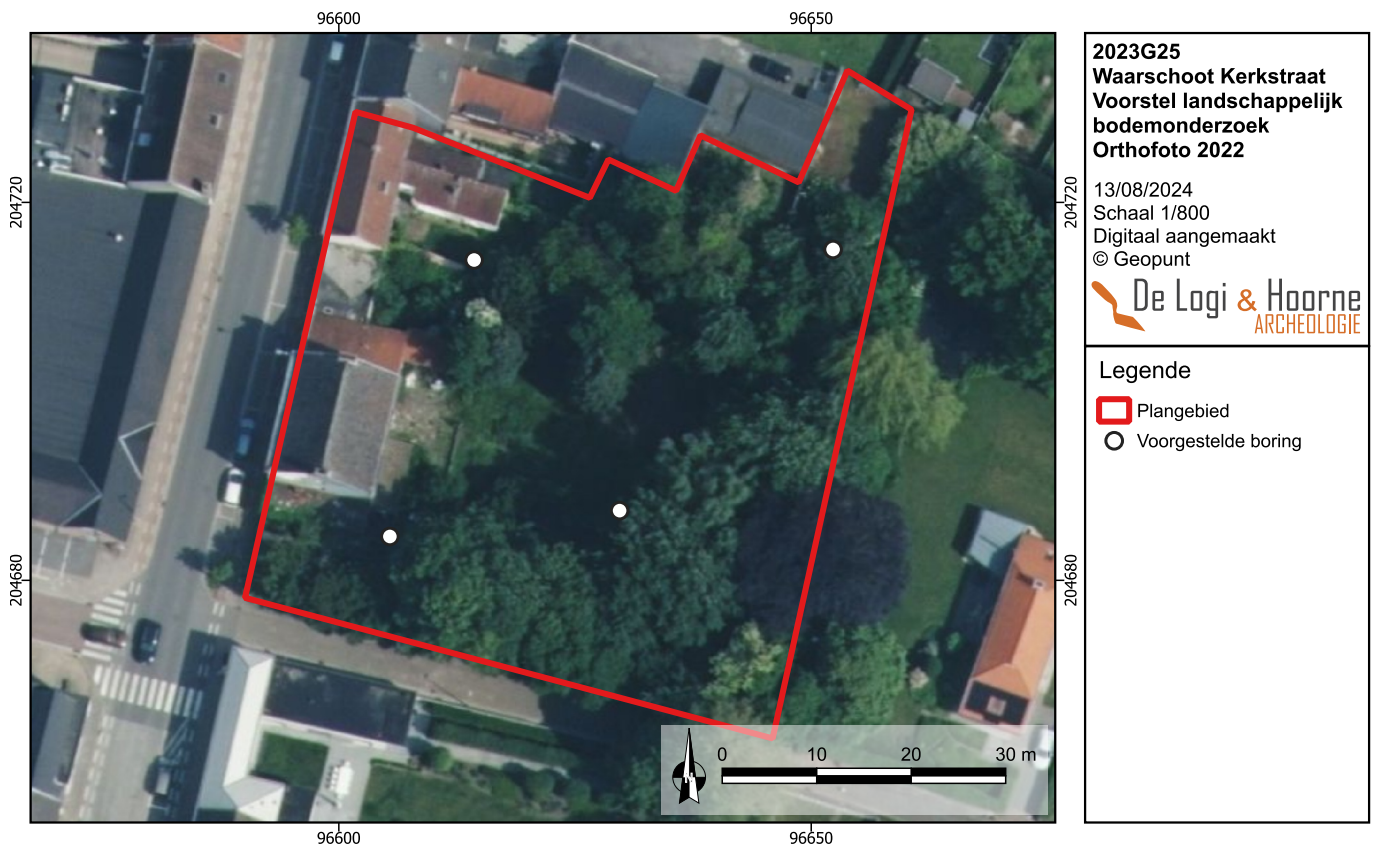 96600
96650
204720
204720
204680
204680
96600
96650
0 10 20 30 m
N
2023G25
Waarschoot Kerkstraat
Voorstel landschappelijk
bodemonderzoek
Orthofoto 2022
13/08/2024
Schaal 1/800
Digitaal aangemaakt
© Geopunt
De Logi & Hoorne
ARCHEOLOGIE
Legende
Plangebied
Voorgestelde boring